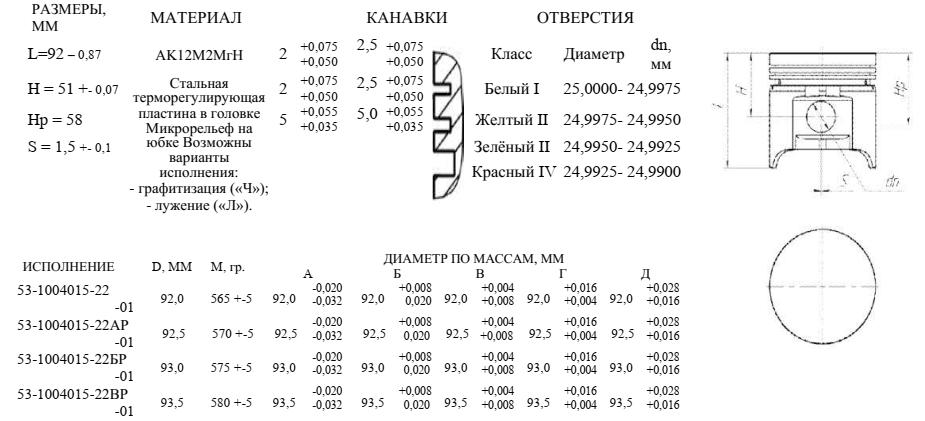 РАЗМЕРЫ, ММ МАТЕРИАЛ КАНАВКИ ОТВЕРСТИЯ
L=92 – 0,87
H = 51 +- 0,07
Hp = 58
S = 1,5 +- 0,1
АК12М2МгН
Стальная
терморегулирующая
пластина в головке
Микрорельеф на
юбке Возможны
варианты
исполнения:
- графитизация («Ч»);
- лужение («Л»).
2 +0,075 +0,050 2,5 +0,075 +0,050
2 +0,075 +0,050 2,5 +0,075 +0,050
5 +0,055 +0,035 5,0 +0,055 +0,035
Класс Диаметр dn, мм
Белый I 25,0000- 24,9975
Желтый II 24,9975- 24,9950
Зелёный II 24,9950- 24,9925
Красный IV 24,9925- 24,9900
H
Hp
S
dn
ИСПОЛНЕНИЕ D, ММ М, гр. ДИАМЕТР ПО МАССАМ, ММ
А Б В Г Д
53-1004015-22 -01 92,0 565 +-5 92,0 -0,020 -0,032 92,0 +0,008 0,020 92,0 +0,004 +0,008 92,0 +0,016 +0,004 92,0 +0,028 +0,016
53-1004015-22АР -01 92,5 570 +-5 92,5 -0,020 -0,032 92,5 +0,008 0,020 92,5 +0,004 +0,008 92,5 +0,016 +0,004 92,5 +0,028 +0,016
53-1004015-22БР -01 93,0 575 +-5 93,0 -0,020 -0,032 93,0 +0,008 0,020 93,0 +0,004 +0,008 93,0 +0,016 +0,004 93,0 +0,028 +0,016
53-1004015-22ВР -01 93,5 580 +-5 93,5 -0,020 -0,032 93,5 +0,008 0,020 93,5 +0,004 +0,008 93,5 +0,016 +0,004 93,5 +0,028 +0,016